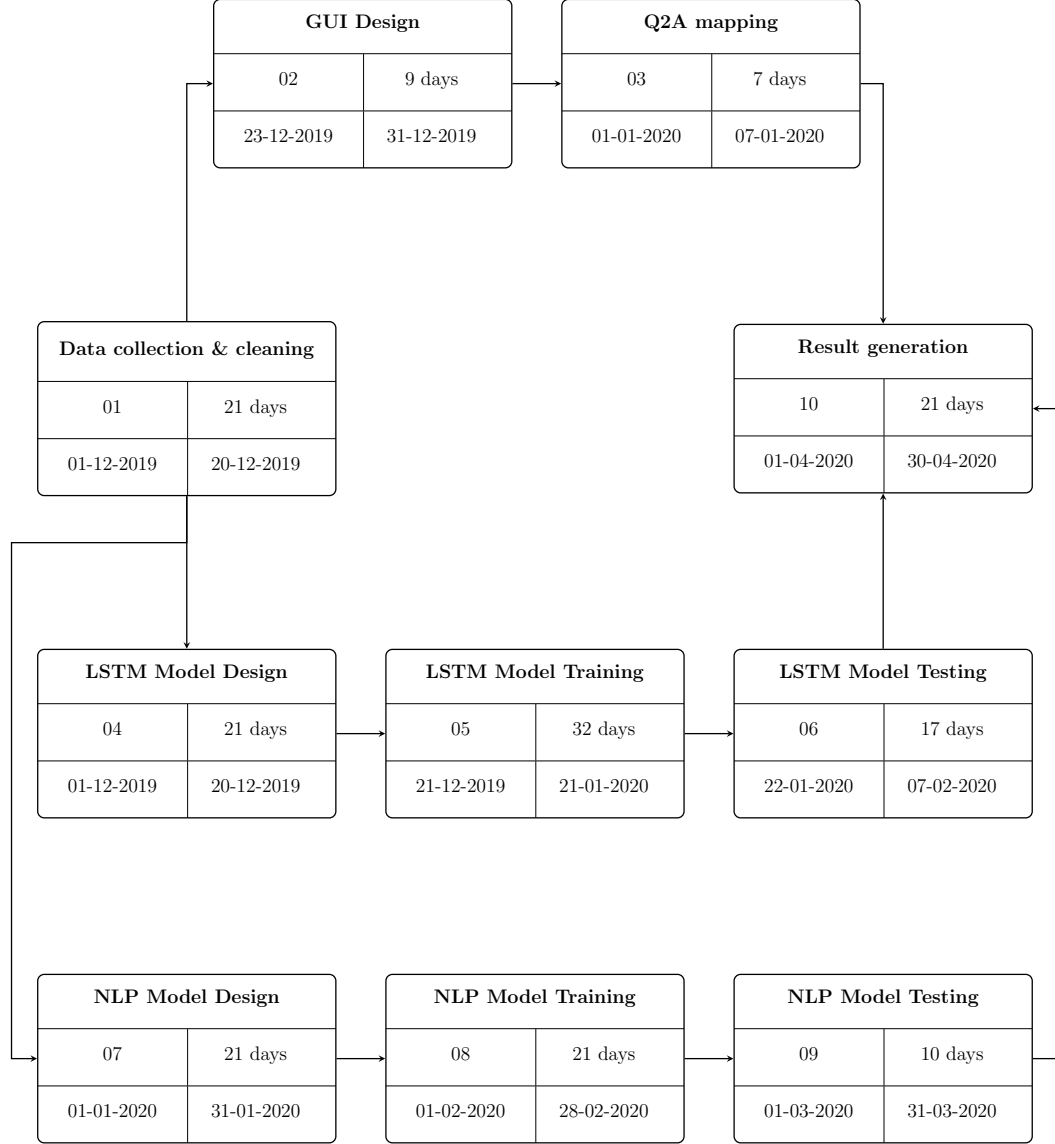 GUI Design
02 9 days
23-12-2019 31-12-2019
Q2A mapping
03 7 days
01-01-2020 07-01-2020
Data collection & cleaning
01 21 days
01-12-2019 20-12-2019
Result generation
10 21 days
01-04-2020 30-04-2020
LSTM Model Design
04 21 days
01-12-2019 20-12-2019
LSTM Model Training
05 32 days
21-12-2019 21-01-2020
LSTM Model Testing
06 17 days
22-01-2020 07-02-2020
NLP Model Design
07 21 days
01-01-2020 31-01-2020
NLP Model Training
08 21 days
01-02-2020 28-02-2020
NLP Model Testing
09 10 days
01-03-2020 31-03-2020